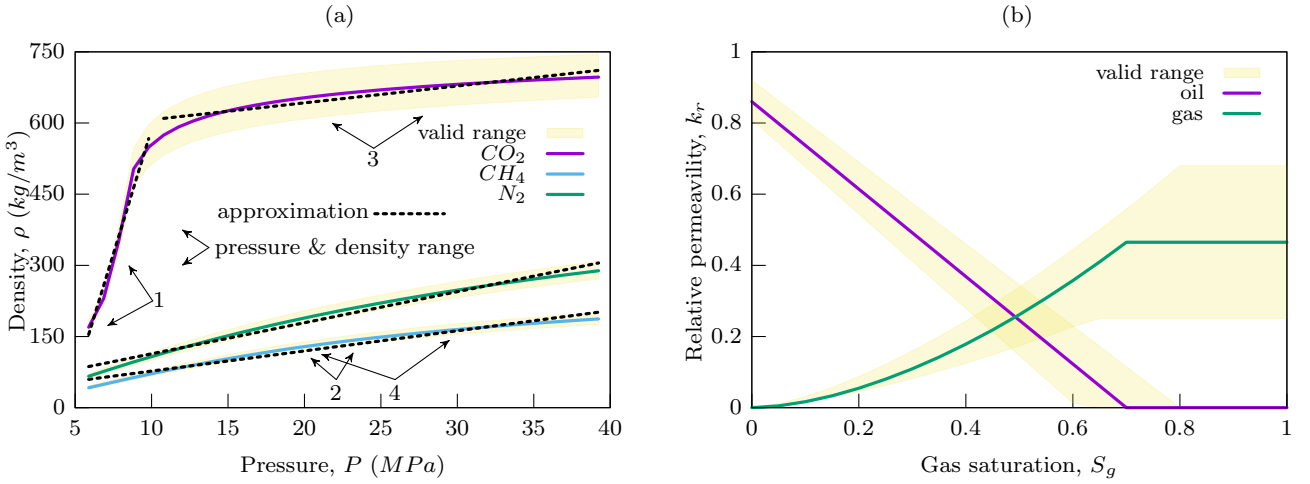 (a)
750
600
450
300
150
0
5
10
15
20
25
30
35
40
Density, ρ (kg/m³)
Pressure, P (MPa)
valid range
CO₂
CH₄
N₂
approximation
pressure & density range
1
2
3
4
(b)
1
0.8
0.6
0.4
0.2
0
0
0.2
0.4
0.6
0.8
1
Relative permeavility, kᵣ
Gas saturation, S_g
valid range
oil
gas